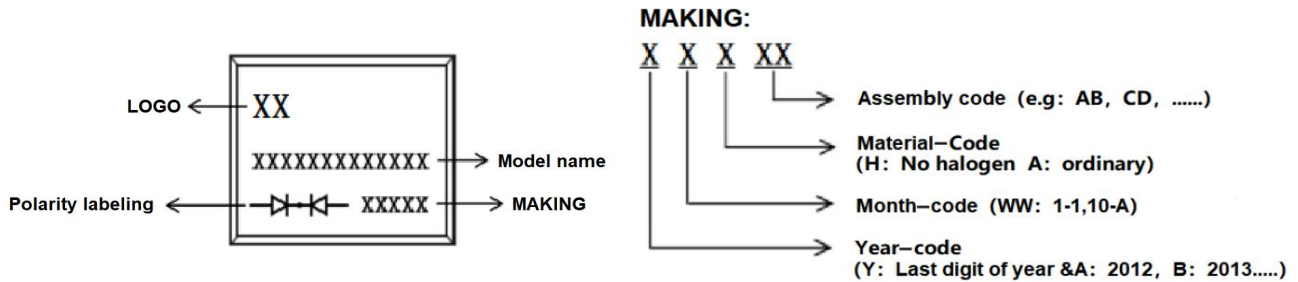 MAKING:
X X X XX
LOGO
XX
Assembly code (e.g: AB, CD, ......)
Material-Code
(H: No halogen A: ordinary)
XXXXXXXXXXXXX
Model name
Polarity labeling
XXXXX
MAKING
Month-code (WW: 1-1,10-A)
Year-code
(Y: Last digit of year &A: 2012, B: 2013.....)